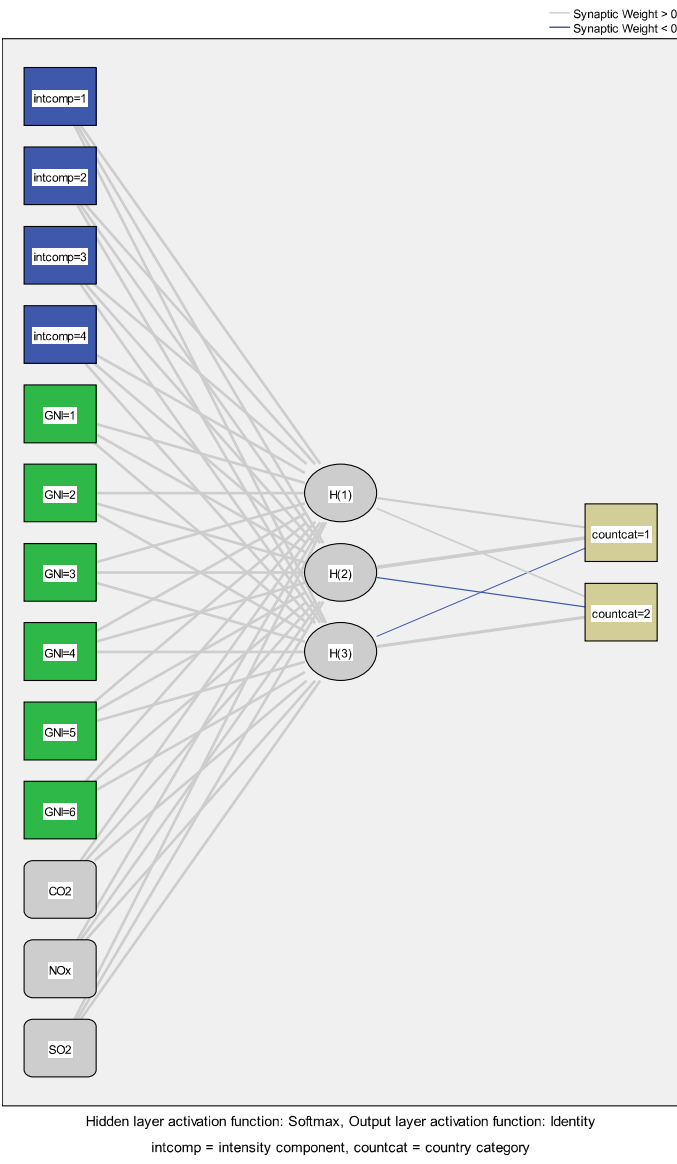 Synaptic Weight > 0
Synaptic Weight < 0
intcomp=1
intcomp=2
intcomp=3
intcomp=4
GNI=1
GNI=2
GNI=3
GNI=4
GNI=5
GNI=6
CO2
NOx
SO2
H(1)
H(2)
H(3)
countcat=1
countcat=2
Hidden layer activation function: Softmax, Output layer activation function: Identity
intcomp = intensity component, countcat = country category